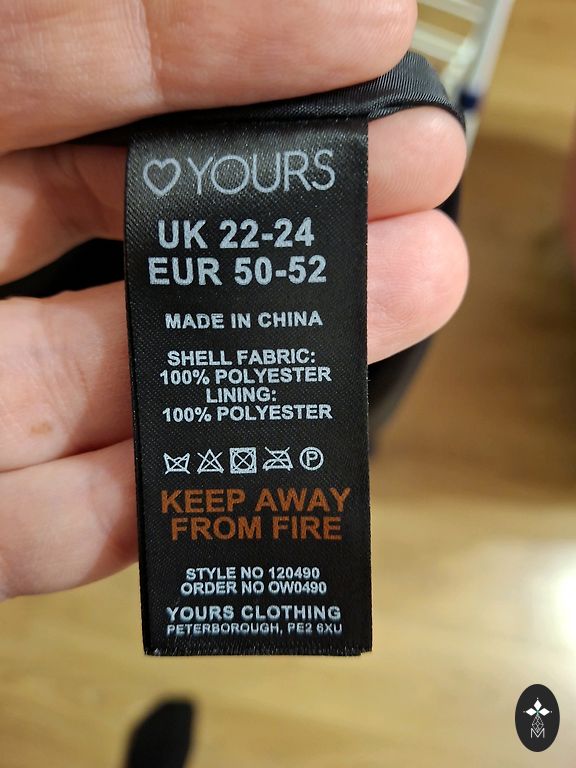 YOURS
UK 22-24
EUR 50-52
MADE IN CHINA
SHELL FABRIC:
100% POLYESTER
LINING:
100% POLYESTER
P
KEEP AWAY
FROM FIRE
STYLE NO 120490
ORDER NO OW0490
YOURS CLOTHING
PETERBOROUGH, PE2 6XU
M